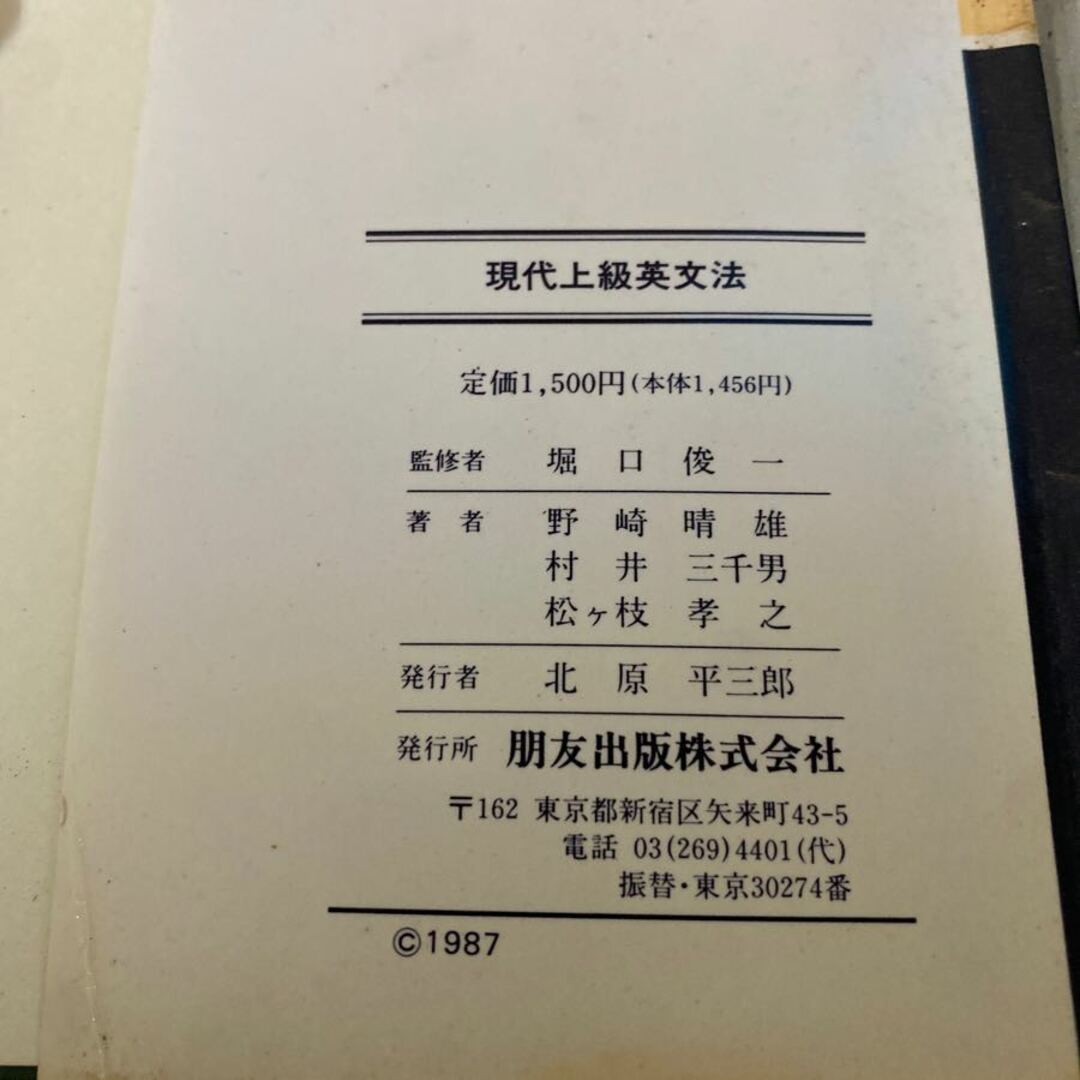 現代上級英文法
定価1,500円(本体1,456円)
監修者 堀口俊一
著者 野崎晴雄
村井三千男
松ヶ枝孝之
発行者 北原平三郎
発行所 朋友出版株式会社
〒162 東京都新宿区矢来町43-5
電話 03(269)4401(代)
振替・東京30274番
©1987